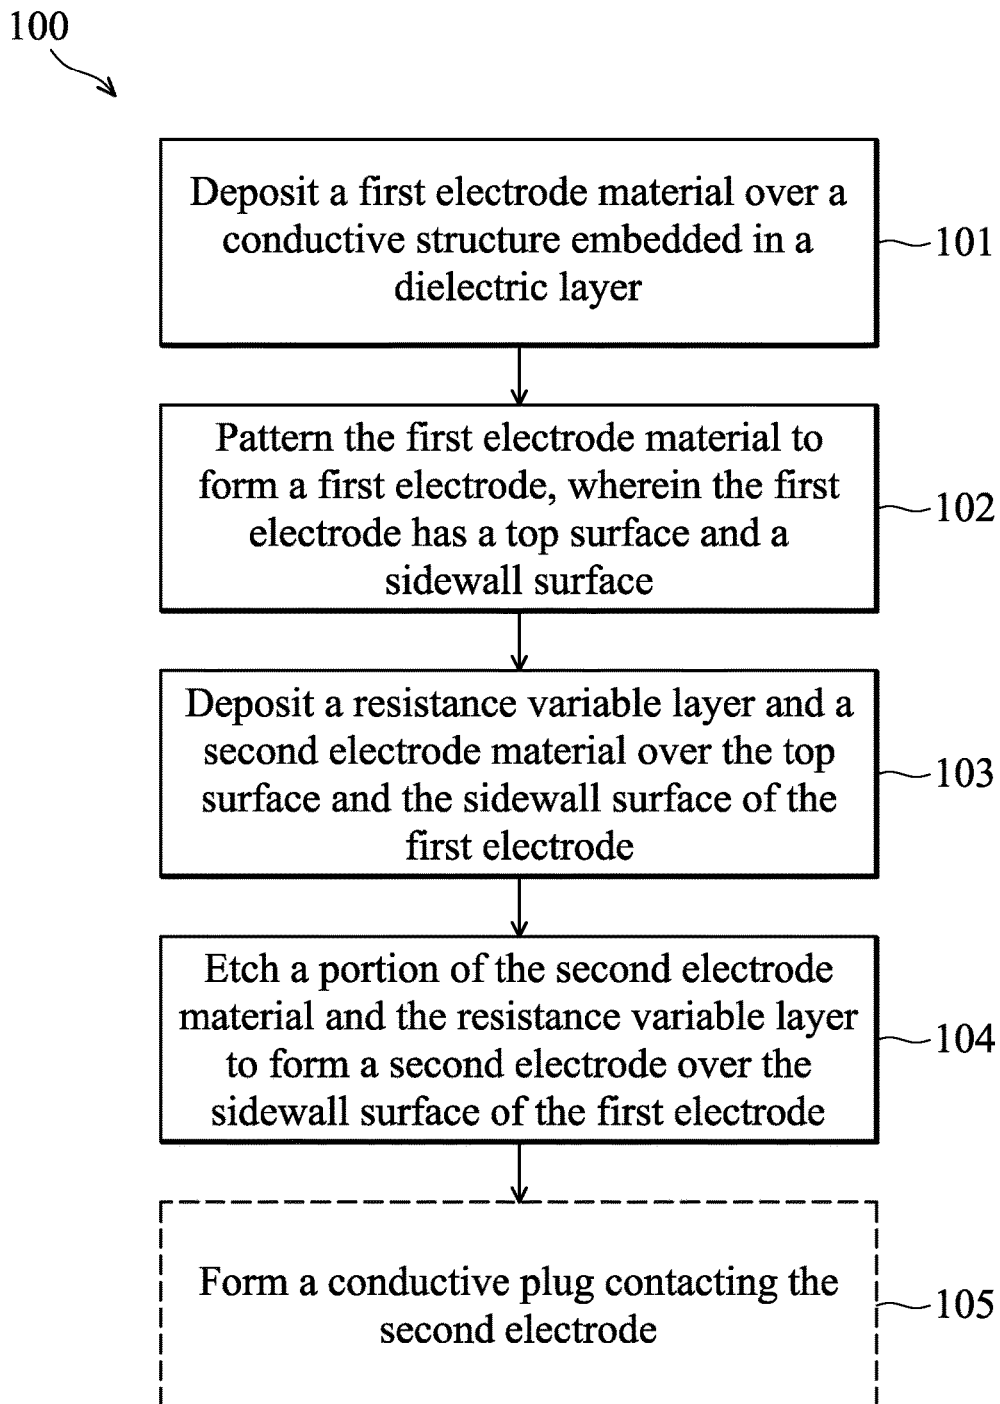 100
Deposit a first electrode material over a
conductive structure embedded in a
dielectric layer
101
Pattern the first electrode material to
form a first electrode, wherein the first
electrode has a top surface and a
sidewall surface
102
Deposit a resistance variable layer and a
second electrode material over the top
surface and the sidewall surface of the
first electrode
103
Etch a portion of the second electrode
material and the resistance variable layer
to form a second electrode over the
sidewall surface of the first electrode
104
Form a conductive plug contacting the
second electrode
105